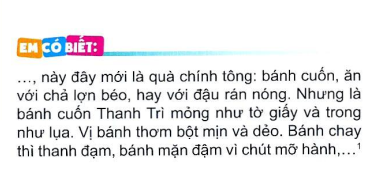 EM CÓ BIẾT:
..., này đây mới là quà chính tông: bánh cuốn, ăn
với chả lợn béo, hay với đậu rán nóng. Nhưng là
bánh cuốn Thanh Trì mỏng như tờ giấy và trong
như lụa. Vị bánh thơm bột mịn và dẻo. Bánh chay
thì thanh đạm, bánh mặn đậm vì chút mỡ hành,...¹